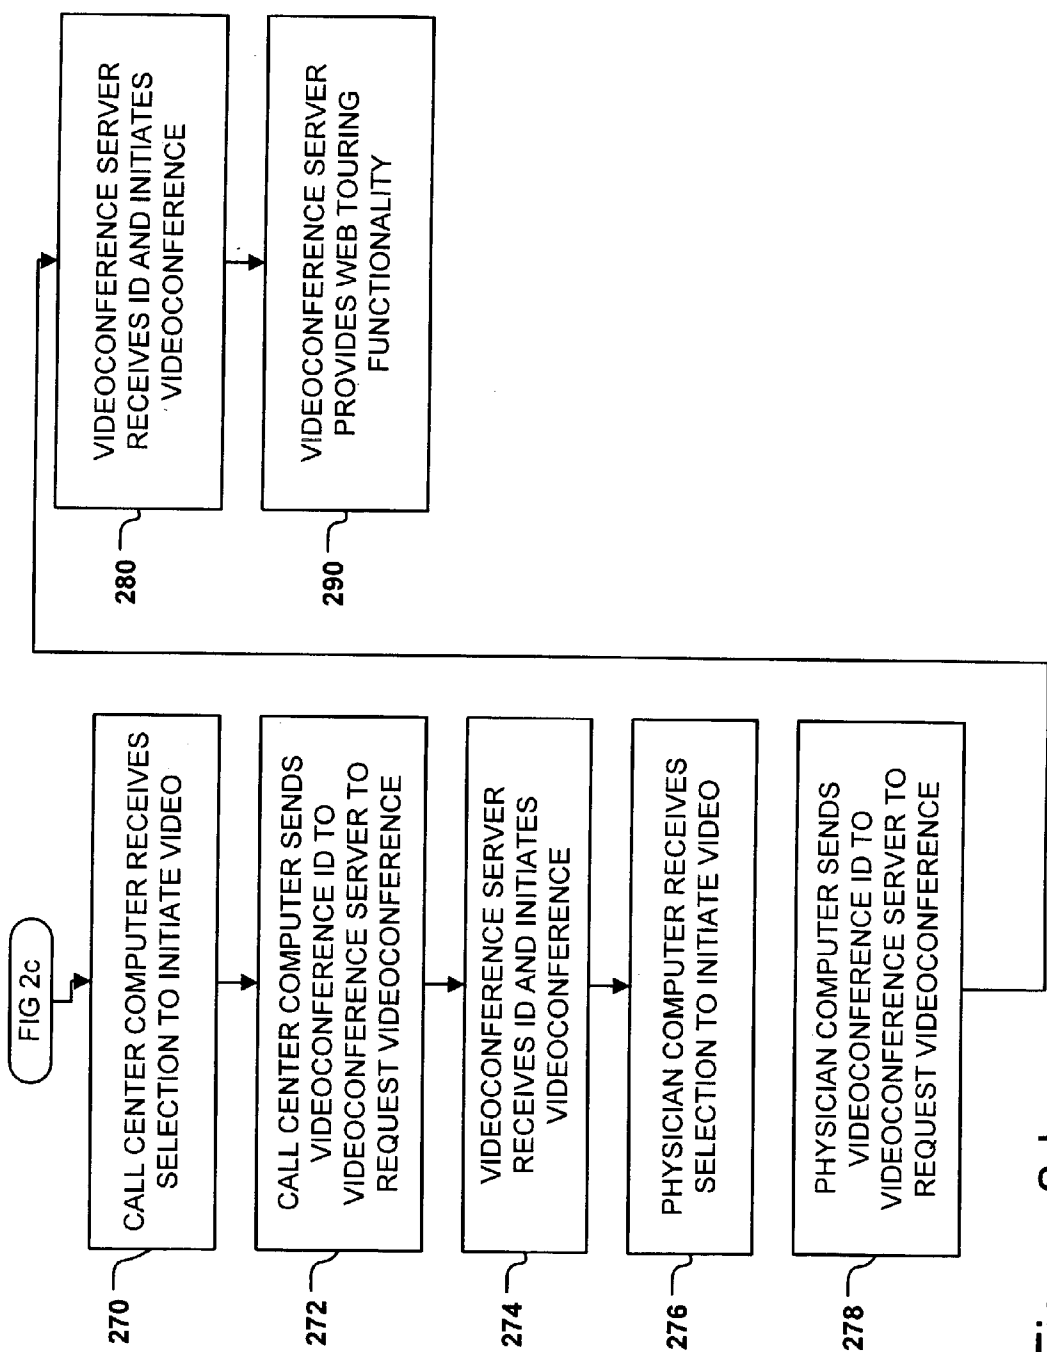 FIG 2c
270
CALL CENTER COMPUTER RECEIVES
SELECTION TO INITIATE VIDEO
272
CALL CENTER COMPUTER SENDS
VIDEOCONFERENCE ID TO
VIDEOCONFERENCE SERVER TO
REQUEST VIDEOCONFERENCE
274
VIDEOCONFERENCE SERVER
RECEIVES ID AND INITIATES
VIDEOCONFERENCE
276
PHYSICIAN COMPUTER RECEIVES
SELECTION TO INITIATE VIDEO
278
PHYSICIAN COMPUTER SENDS
VIDEOCONFERENCE ID TO
VIDEOCONFERENCE SERVER TO
REQUEST VIDEOCONFERENCE
280
VIDEOCONFERENCE SERVER
RECEIVES ID AND INITIATES
VIDEOCONFERENCE
290
VIDEOCONFERENCE SERVER
PROVIDES WEB TOURING
FUNCTIONALITY